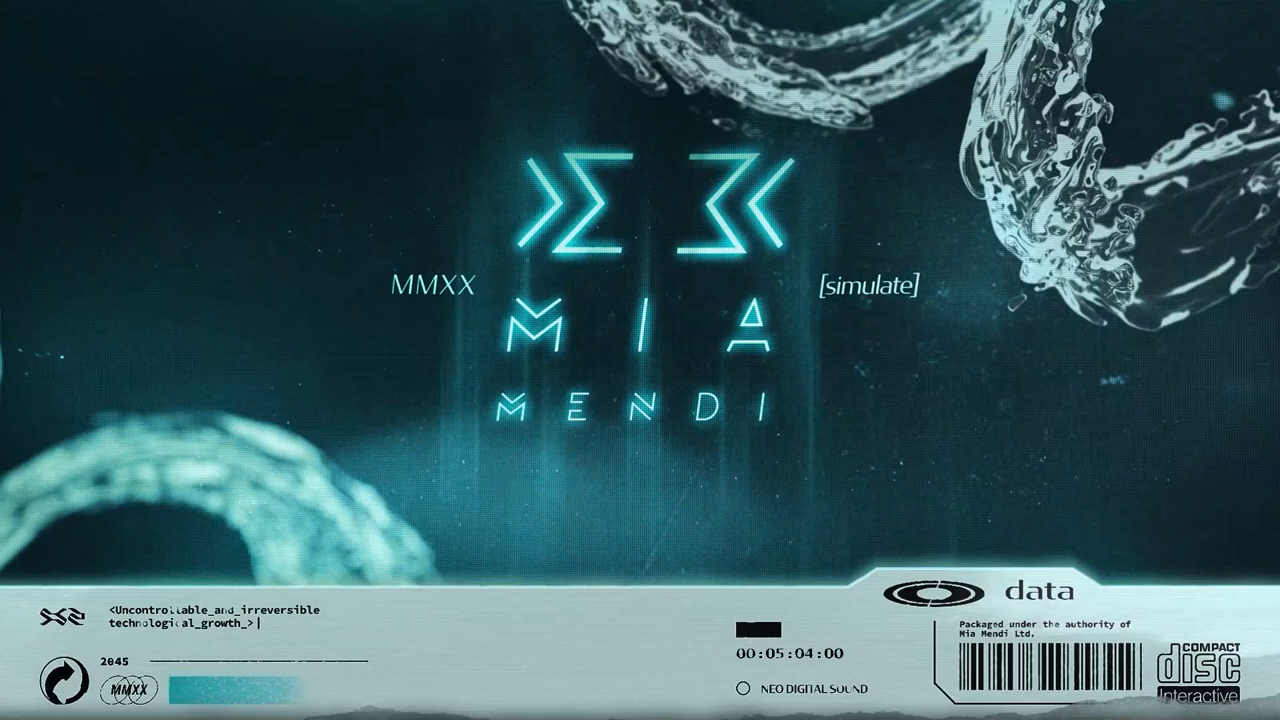 MMXX
[simulate]
MIA
MENDI
data
<Uncontrollable_and_irreversible
technological_growth_>|
Packaged under the authority of
Mia Mendi Ltd.
00:05:04:00
2045
MMXX
NEO DIGITAL SOUND
COMPACT
disc
Interactive